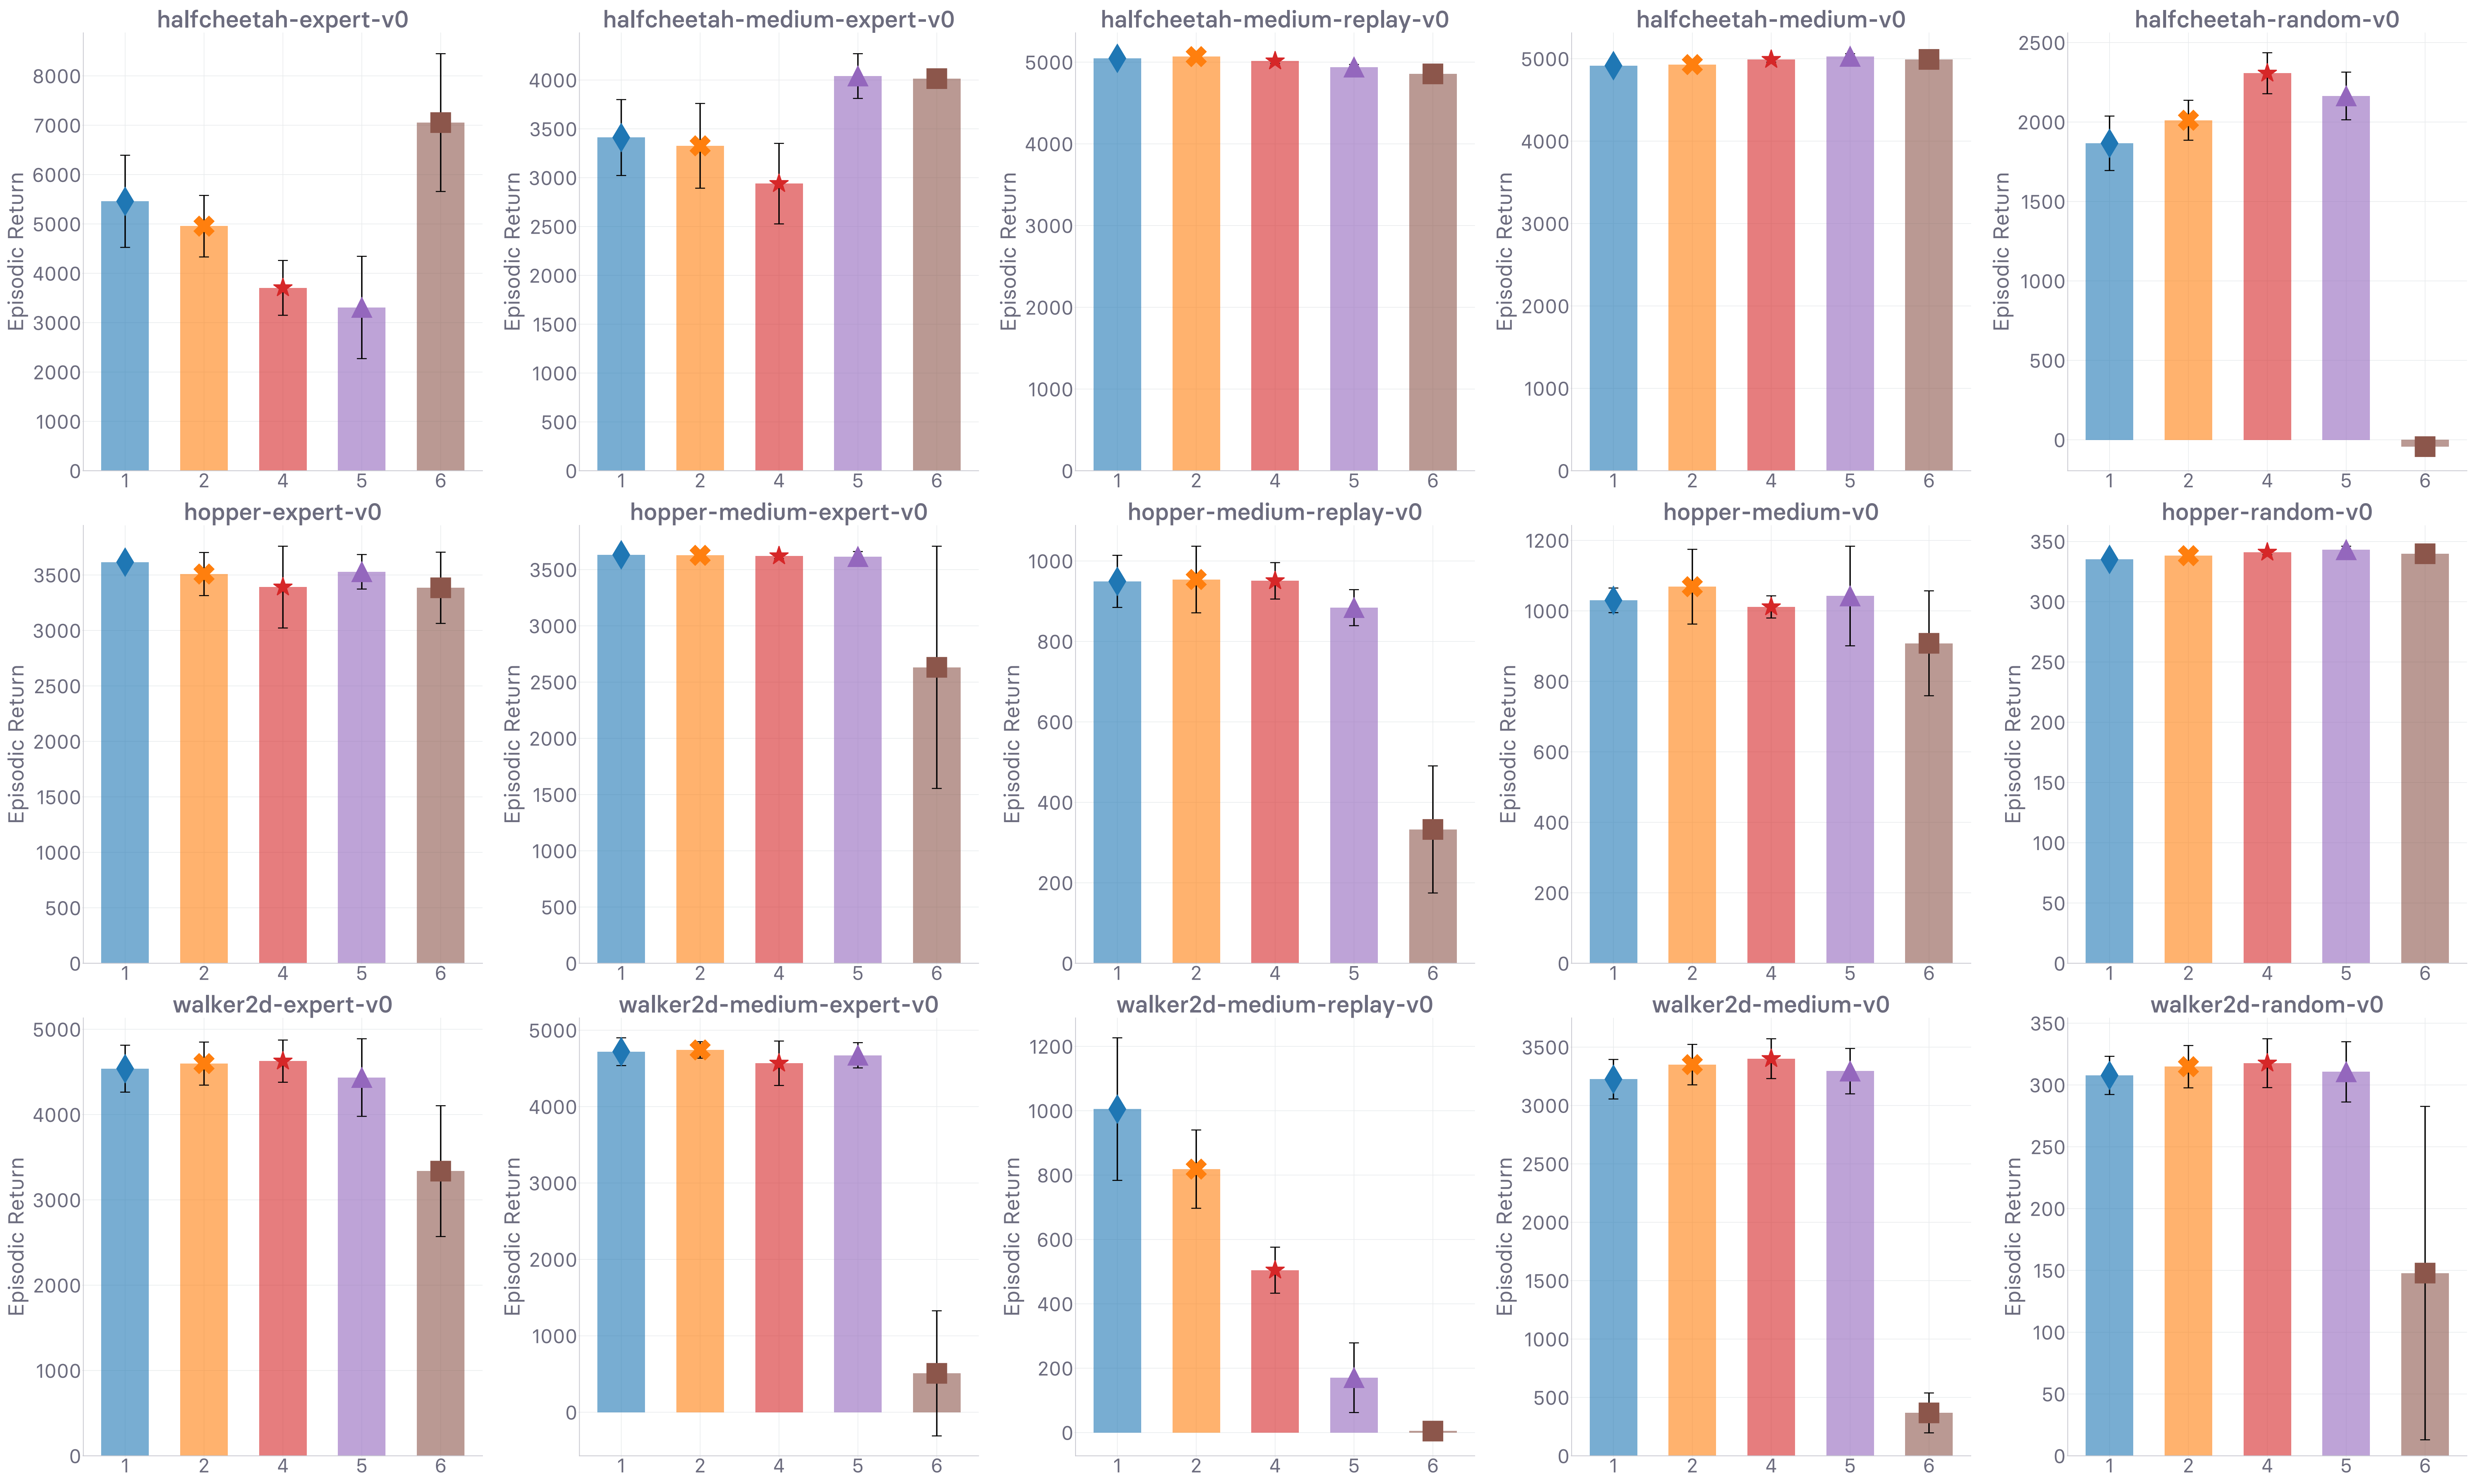 halfcheetah-expert-v0
Episodic Return
8000
7000
6000
5000
4000
3000
2000
1000
0
1 2 4 5 6
halfcheetah-medium-expert-v0
Episodic Return
4000
3500
3000
2500
2000
1500
1000
500
0
1 2 4 5 6
halfcheetah-medium-replay-v0
Episodic Return
5000
4000
3000
2000
1000
0
1 2 4 5 6
halfcheetah-medium-v0
Episodic Return
5000
4000
3000
2000
1000
0
1 2 4 5 6
halfcheetah-random-v0
Episodic Return
2500
2000
1500
1000
500
0
1 2 4 5 6
hopper-expert-v0
Episodic Return
3500
3000
2500
2000
1500
1000
500
0
1 2 4 5 6
hopper-medium-expert-v0
Episodic Return
3500
3000
2500
2000
1500
1000
500
0
1 2 4 5 6
hopper-medium-replay-v0
Episodic Return
1000
800
600
400
200
0
1 2 4 5 6
hopper-medium-v0
Episodic Return
1200
1000
800
600
400
200
0
1 2 4 5 6
hopper-random-v0
Episodic Return
350
300
250
200
150
100
50
0
1 2 4 5 6
walker2d-expert-v0
Episodic Return
5000
4000
3000
2000
1000
0
1 2 4 5 6
walker2d-medium-expert-v0
Episodic Return
5000
4000
3000
2000
1000
0
1 2 4 5 6
walker2d-medium-replay-v0
Episodic Return
1200
1000
800
600
400
200
0
1 2 4 5 6
walker2d-medium-v0
Episodic Return
3500
3000
2500
2000
1500
1000
500
0
1 2 4 5 6
walker2d-random-v0
Episodic Return
350
300
250
200
150
100
50
0
1 2 4 5 6